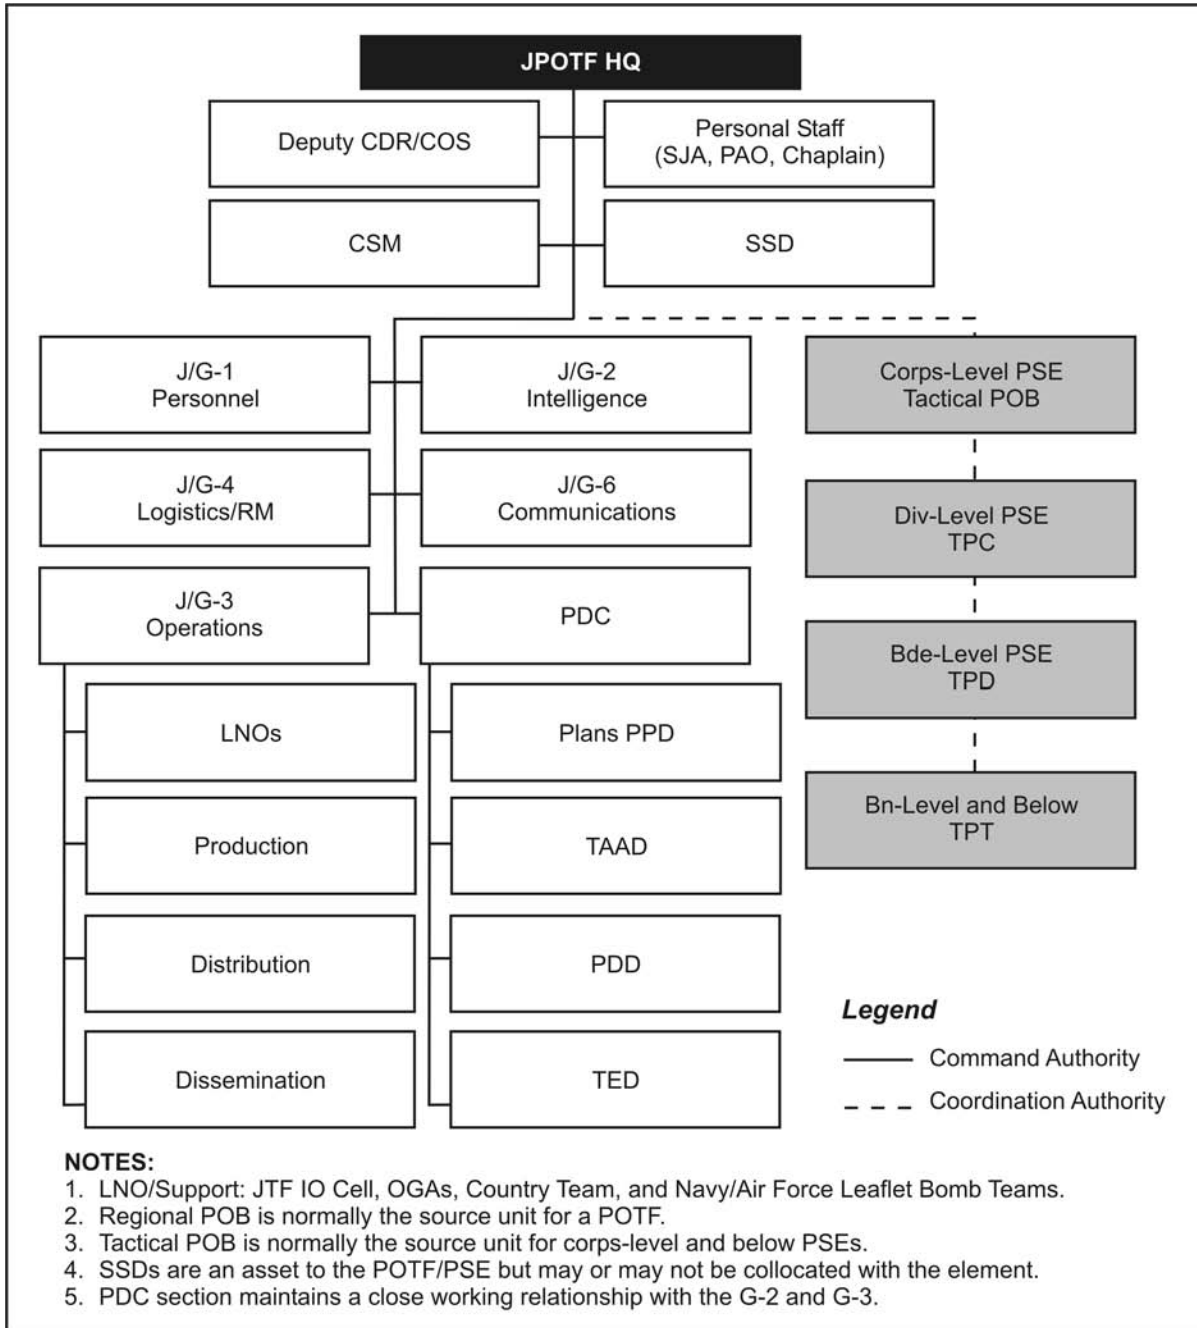 JPOTF HQ
Deputy CDR/COS
Personal Staff
(SJA, PAO, Chaplain)
CSM
SSD
J/G-1
Personnel
J/G-2
Intelligence
Corps-Level PSE
Tactical POB
J/G-4
Logistics/RM
J/G-6
Communications
Div-Level PSE
TPC
J/G-3
Operations
PDC
Bde-Level PSE
TPD
LNOs
Plans PPD
Bn-Level and Below
TPT
Production
TAAD
Distribution
PDD
Dissemination
TED
Legend
Command Authority
Coordination Authority
NOTES:
1. LNO/Support: JTF IO Cell, OGAs, Country Team, and Navy/Air Force Leaflet Bomb Teams.
2. Regional POB is normally the source unit for a POTF.
3. Tactical POB is normally the source unit for corps-level and below PSEs.
4. SSDs are an asset to the POTF/PSE but may or may not be collocated with the element.
5. PDC section maintains a close working relationship with the G-2 and G-3.